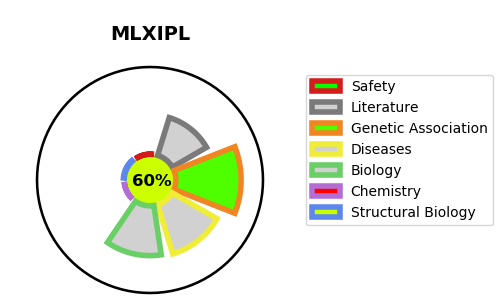 MLXIPL
60%
Safety
Literature
Genetic Association
Diseases
Biology
Chemistry
Structural Biology